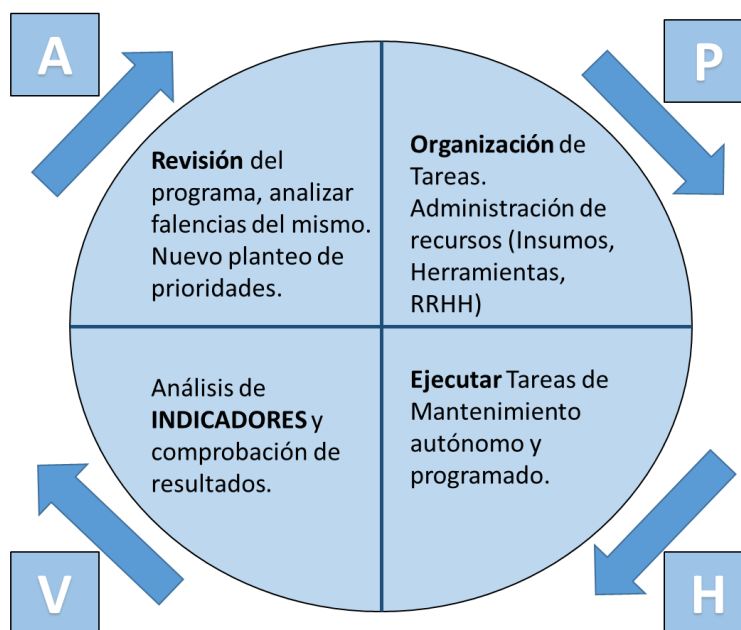 A
P
Revisión del
programa, analizar
falencias del mismo.
Nuevo planteo de
prioridades.
Organización de
Tareas.
Administración de
recursos (Insumos,
Herramientas,
RRHH)
Análisis de
INDICADORES y
comprobación de
resultados.
Ejecutar Tareas de
Mantenimiento
autónomo y
programado.
V
H